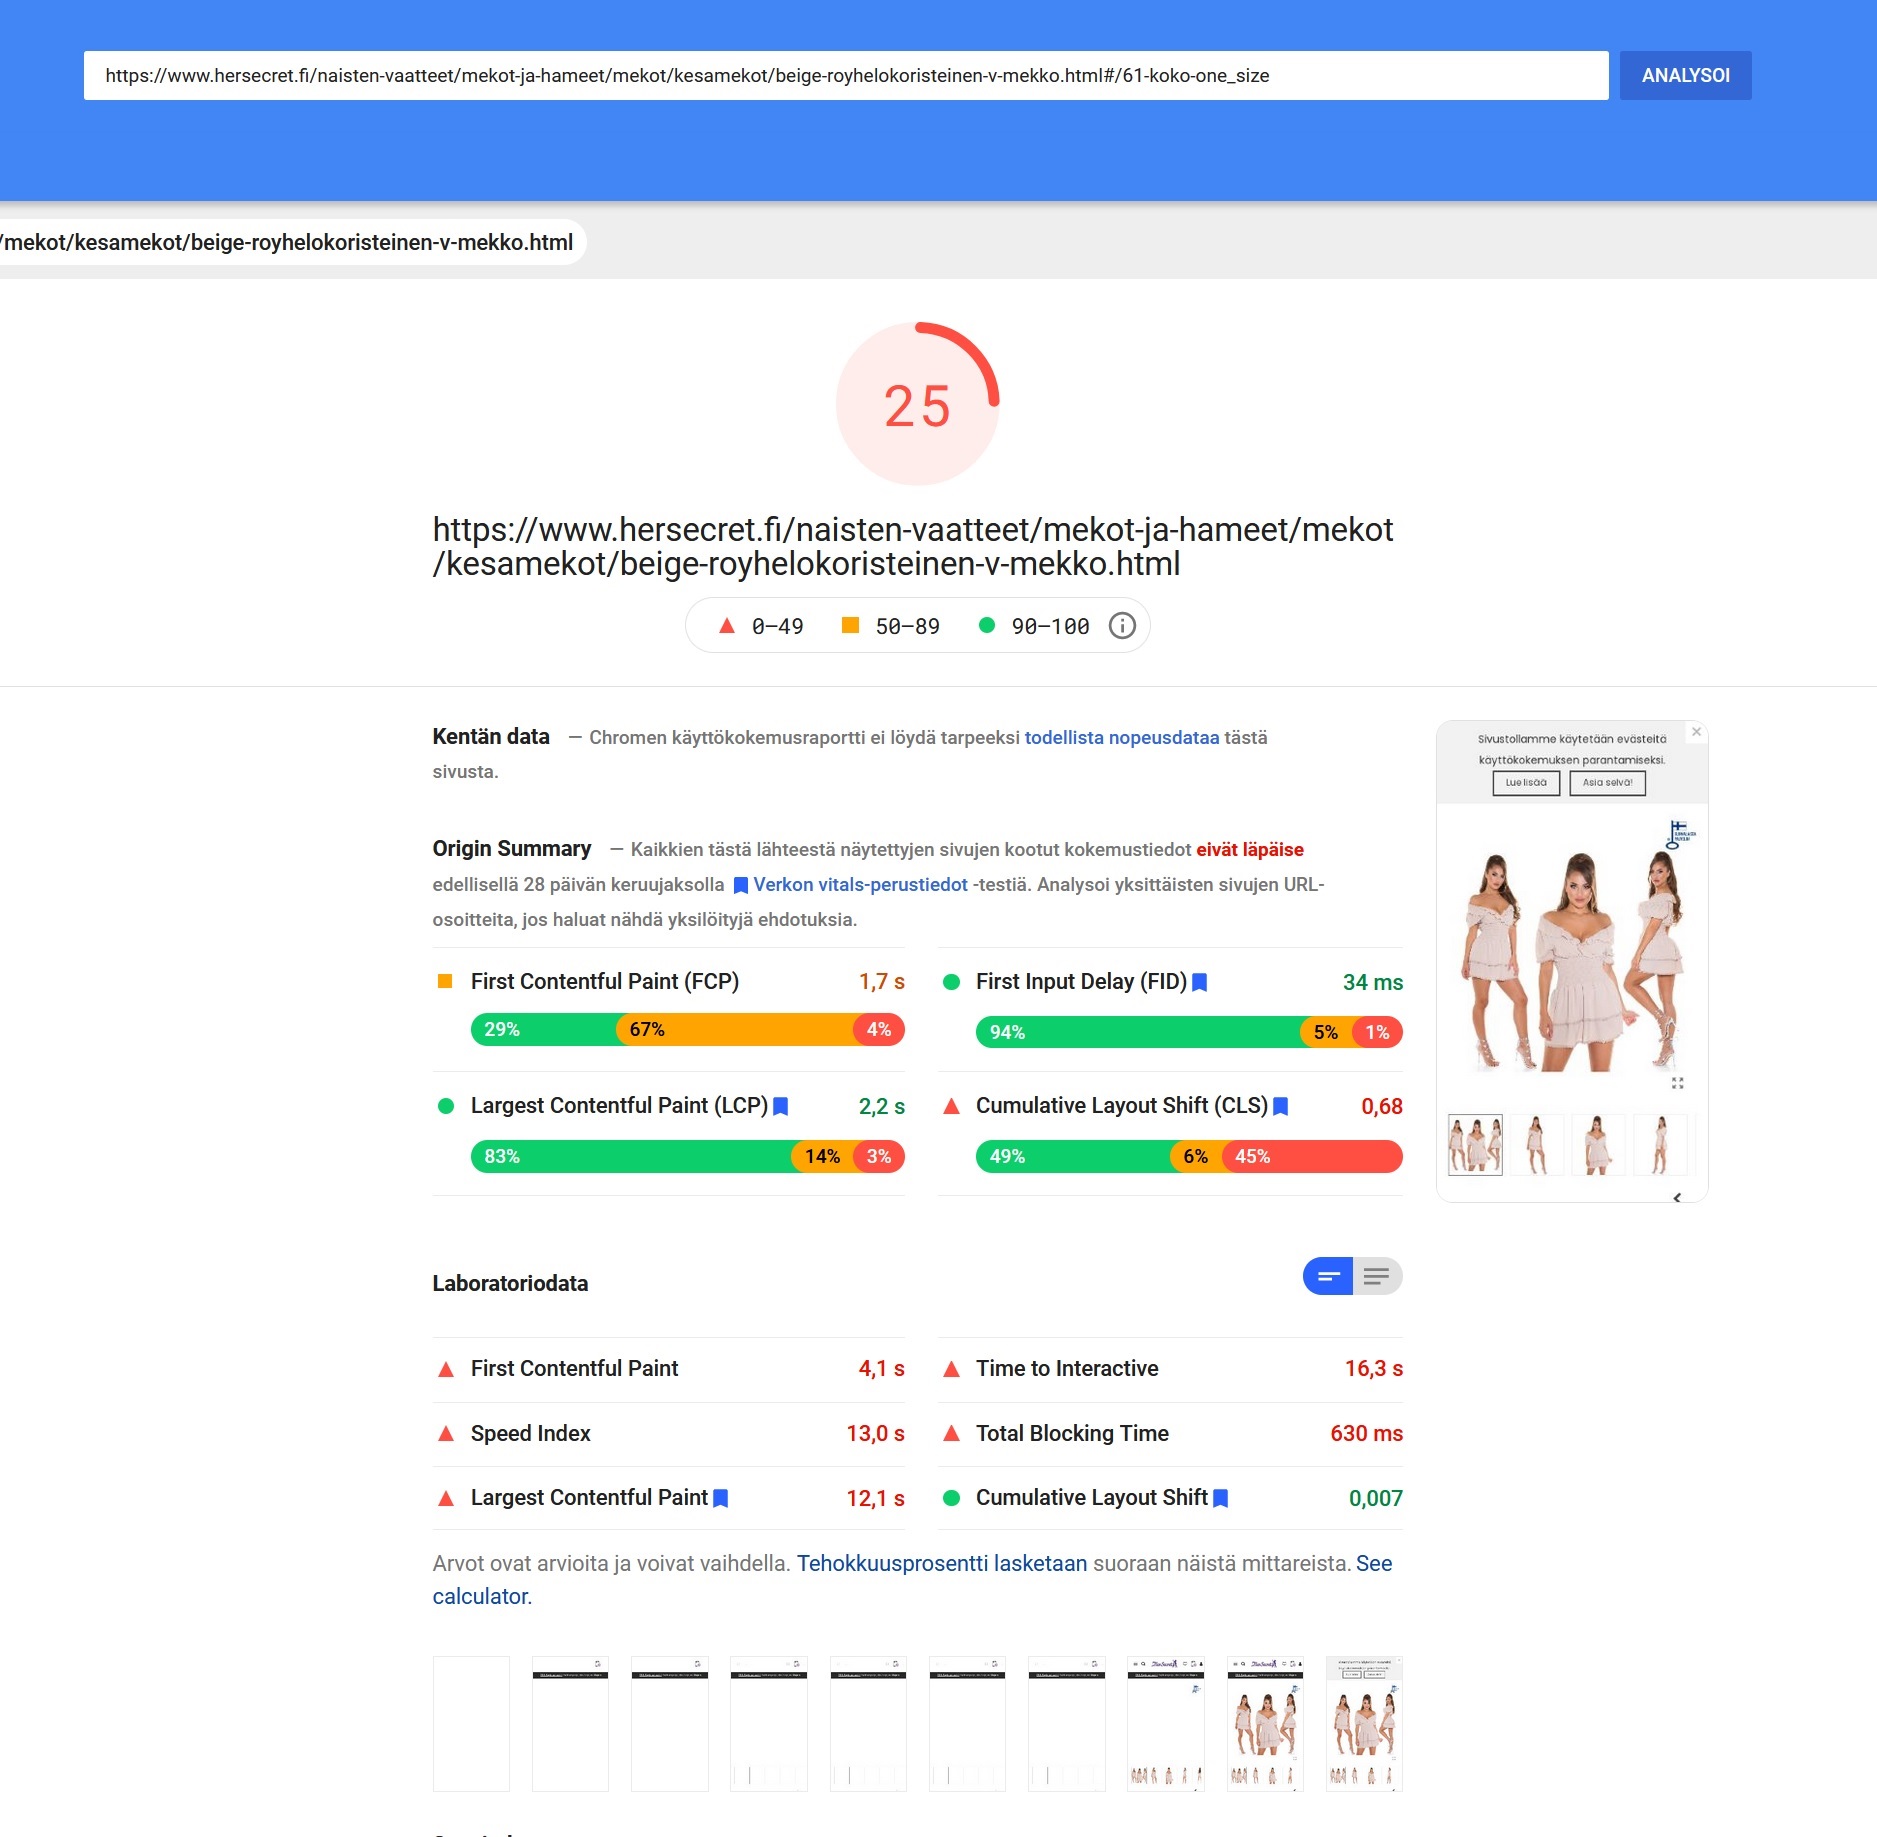 https://www.hersecret.fi/naisten-vaatteet/mekot-ja-hameet/mekot/kesamekot/beige-royhelokoristeinen-v-mekko.html#/61-koko-one_size
ANALYSOI
/mekot/kesamekot/beige-royhelokoristeinen-v-mekko.html
25
https://www.hersecret.fi/naisten-vaatteet/mekot-ja-hameet/mekot
/kesamekot/beige-royhelokoristeinen-v-mekko.html
0–49 50–89 90–100
Kentän data — Chromen käyttökokemusraportti ei löydä tarpeeksi todellista nopeusdataa tästä
sivusta.
Origin Summary — Kaikkien tästä lähteestä näytettyjen sivujen kootut kokemustiedot eivät läpäise
edellisellä 28 päivän keruujaksolla Verkon vitals-perustiedot -testiä. Analysoi yksittäisten sivujen URL-
osoitteita, jos haluat nähdä yksilöityjä ehdotuksia.
First Contentful Paint (FCP) 1,7 s
29% 67% 4%
First Input Delay (FID) 34 ms
94% 5% 1%
Largest Contentful Paint (LCP) 2,2 s
83% 14% 3%
Cumulative Layout Shift (CLS) 0,68
49% 6% 45%
Sivustollamme käytetään evästeitä
käyttökokemuksen parantamiseksi.
Lue lisää Asia selvä!
Laboratoriodata
First Contentful Paint 4,1 s
Time to Interactive 16,3 s
Speed Index 13,0 s
Total Blocking Time 630 ms
Largest Contentful Paint 12,1 s
Cumulative Layout Shift 0,007
Arvot ovat arvioita ja voivat vaihdella. Tehokkuusprosentti lasketaan suoraan näistä mittareista. See
calculator.